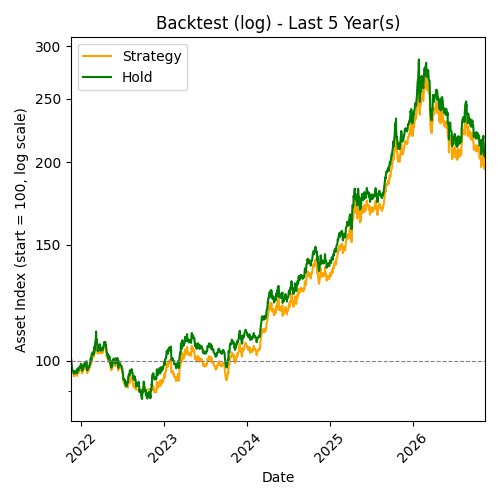 Backtest (log) - Last 5 Year(s)
Strategy
Hold
Asset Index (start = 100, log scale)
300
250
200
150
100
2022
2023
2024
2025
2026
Date